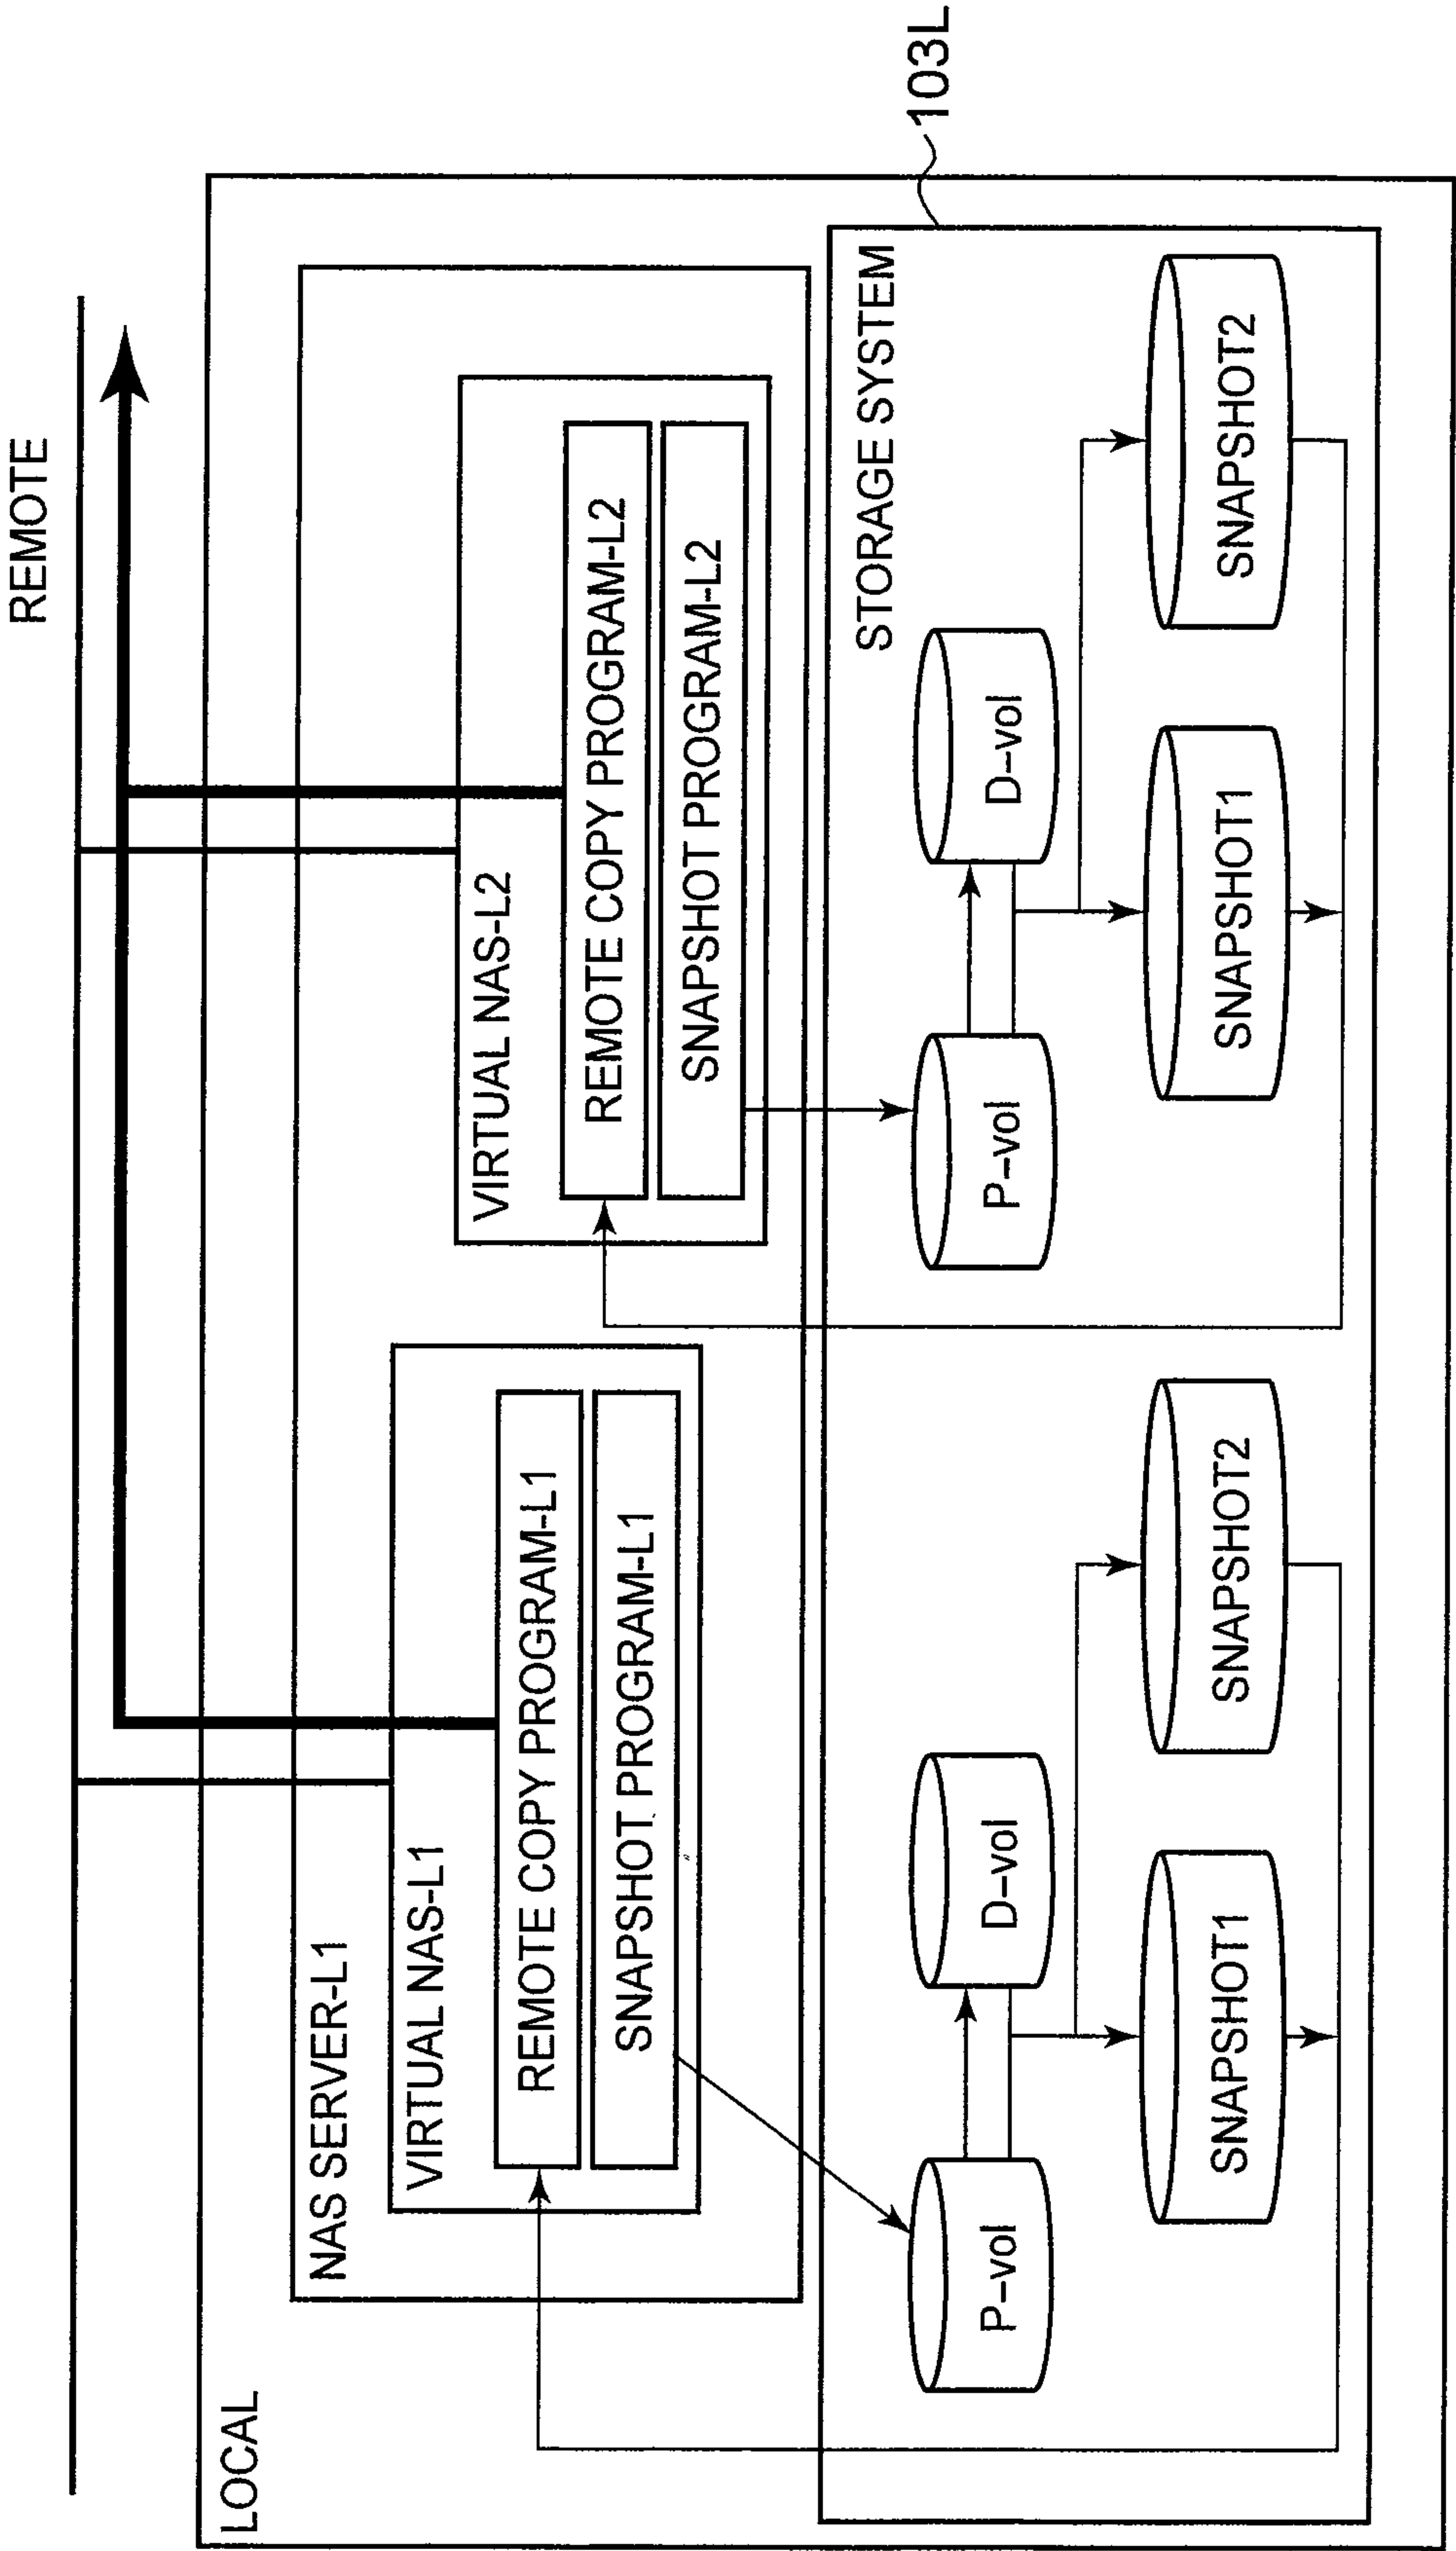 REMOTE
LOCAL
NAS SERVER-L1
VIRTUAL NAS-L1
REMOTE COPY PROGRAM-L1
SNAPSHOT PROGRAM-L1
VIRTUAL NAS-L2
REMOTE COPY PROGRAM-L2
SNAPSHOT PROGRAM-L2
STORAGE SYSTEM
103L
P-vol
D-vol
SNAPSHOT1
SNAPSHOT2
P-vol
D-vol
SNAPSHOT1
SNAPSHOT2